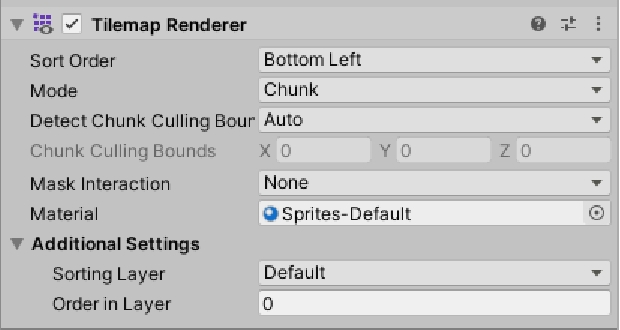 Tilemap Renderer
Sort Order Bottom Left
Mode Chunk
Detect Chunk Culling Bour Auto
Chunk Culling Bounds X 0 Y 0 Z 0
Mask Interaction None
Material Sprites-Default
Additional Settings
Sorting Layer Default
Order in Layer 0